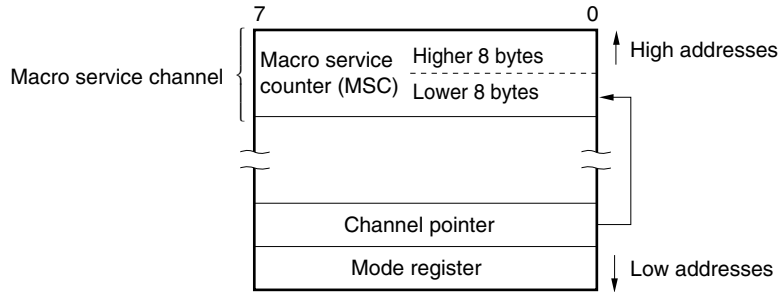 7 0
Macro service channel
Macro service
counter (MSC)
Higher 8 bytes
Lower 8 bytes
High addresses
Channel pointer
Mode register
Low addresses